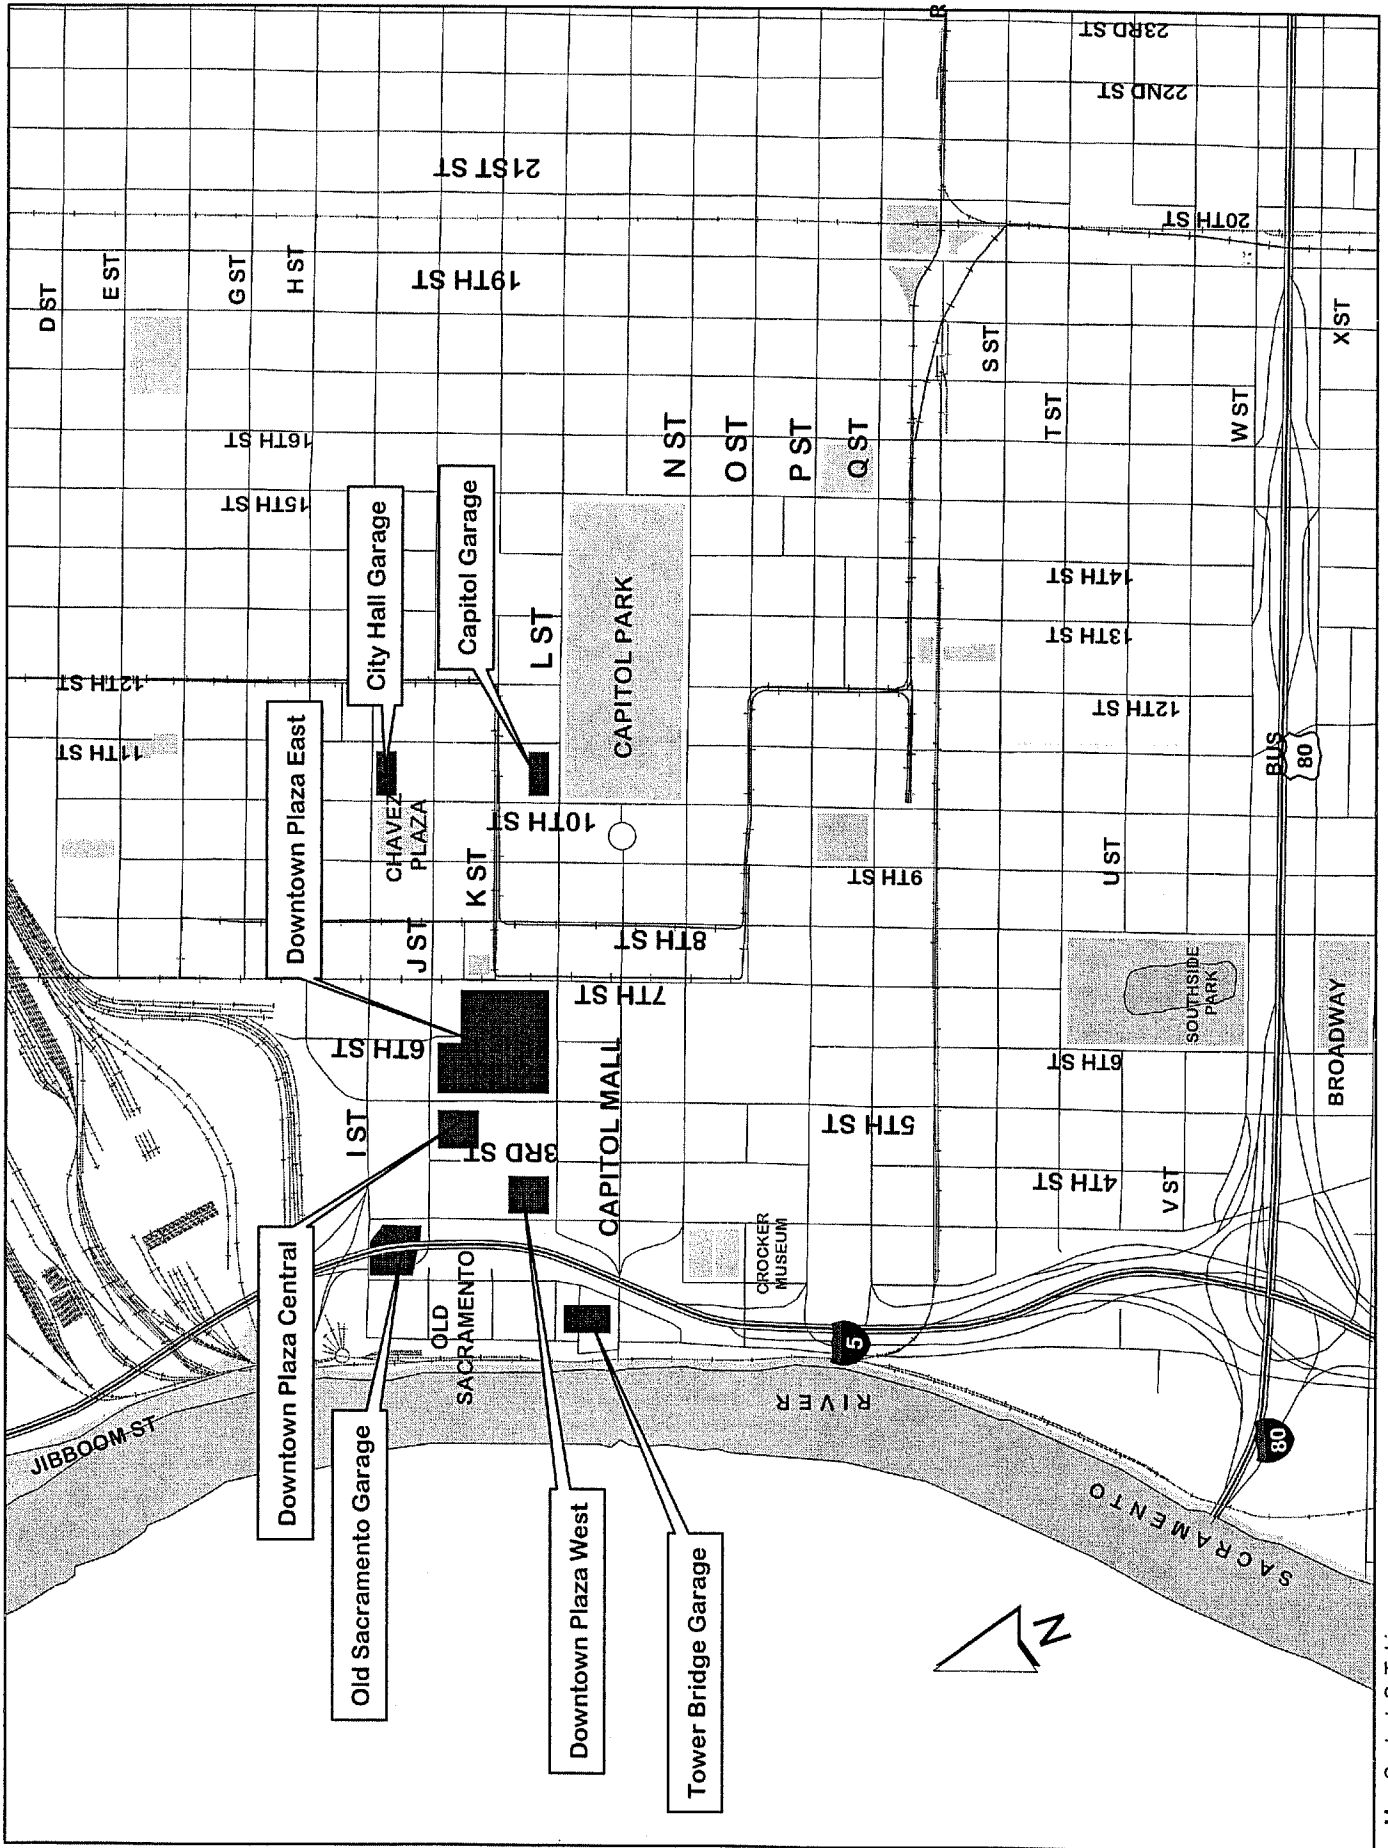 D ST
E ST
G ST
H ST
I ST
J ST
K ST
L ST
CAPITOL MALL
N ST
O ST
P ST
Q ST
R
S ST
T ST
U ST
V ST
W ST
X ST
BROADWAY
3RD ST
4TH ST
5TH ST
6TH ST
6TH ST
7TH ST
8TH ST
9TH ST
10TH ST
11TH ST
12TH ST
12TH ST
13TH ST
14TH ST
15TH ST
16TH ST
19TH ST
20TH ST
21ST ST
22ND ST
23RD ST
JIBBOOM ST
Downtown Plaza East
City Hall Garage
Capitol Garage
Downtown Plaza Central
Old Sacramento Garage
Downtown Plaza West
Tower Bridge Garage
CHAVEZ
PLAZA
CAPITOL PARK
OLD
SACRAMENTO
CROCKER
MUSEUM
SOUTHSIDE
PARK
SACRAMENTO
RIVER
5
80
BUS
80
N